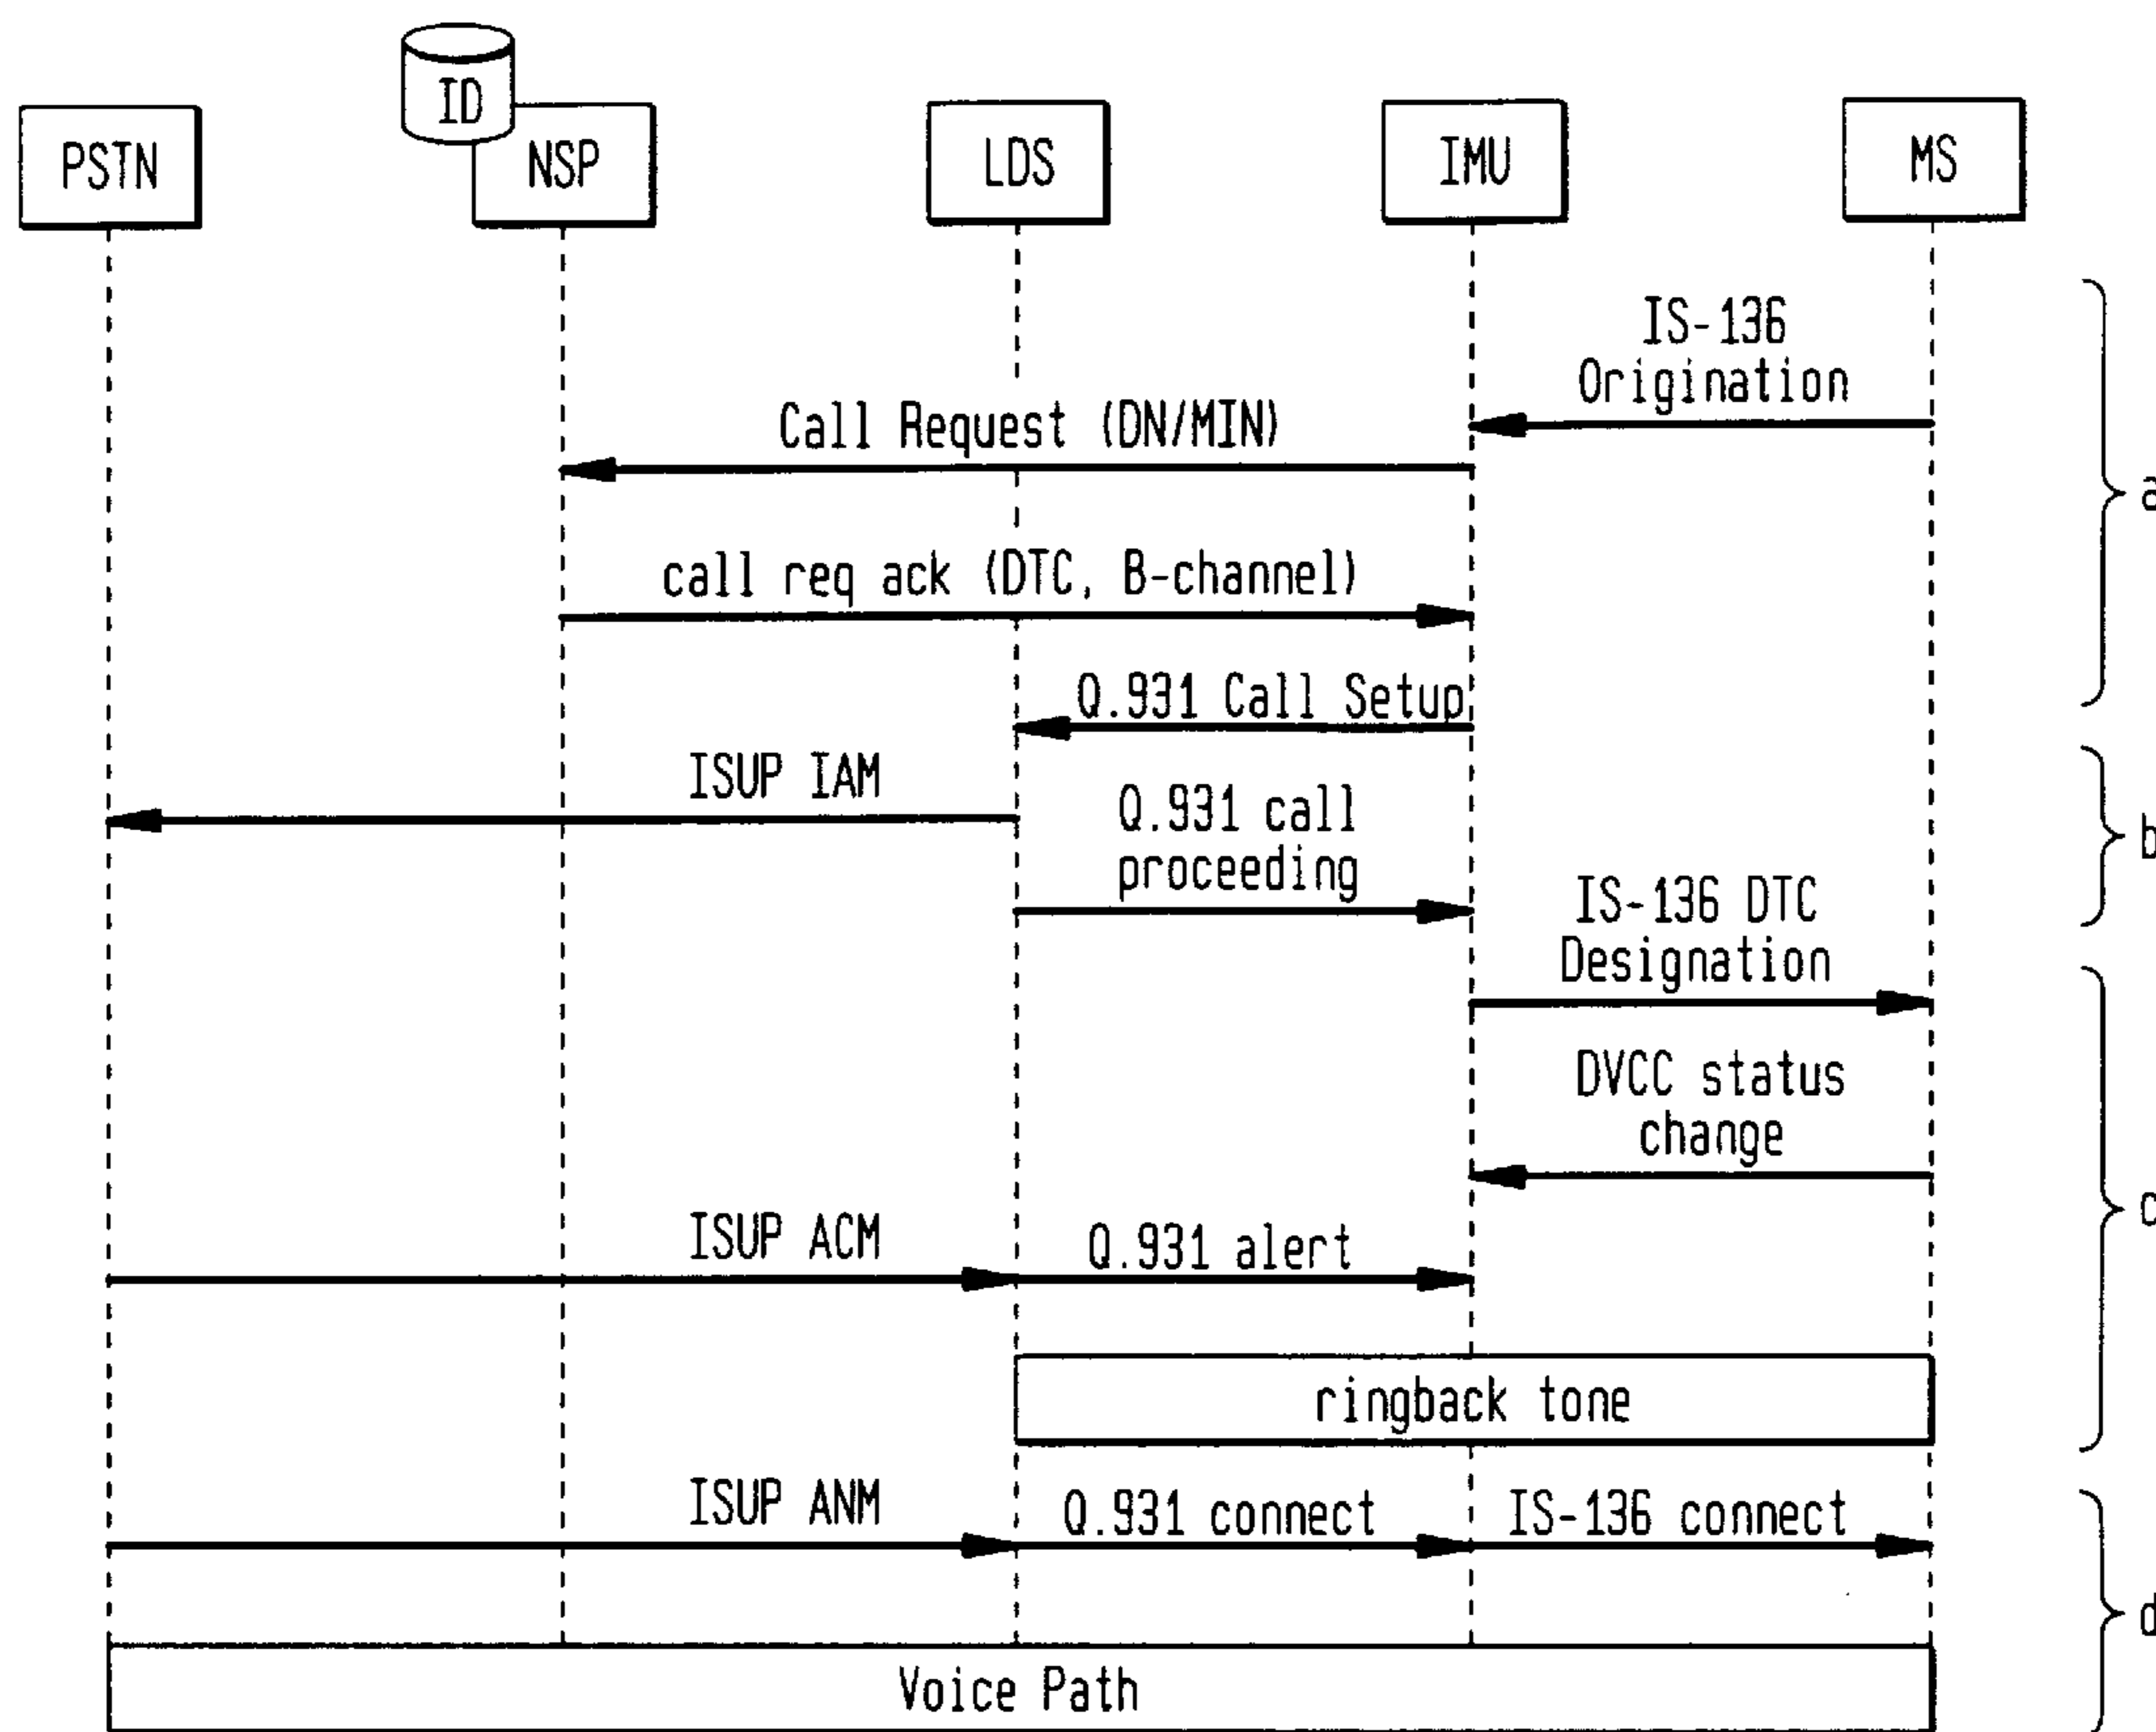 ID
PSTN
NSP
LDS
IMU
MS
IS-136
Origination
Call Request (DN/MIN)
a
call req ack (DTC, B-channel)
Q.931 Call Setup
ISUP IAM
Q.931 call
proceeding
b
IS-136 DTC
Designation
DVCC status
change
c
ISUP ACM
Q.931 alert
ringback tone
ISUP ANM
Q.931 connect
IS-136 connect
d
Voice Path